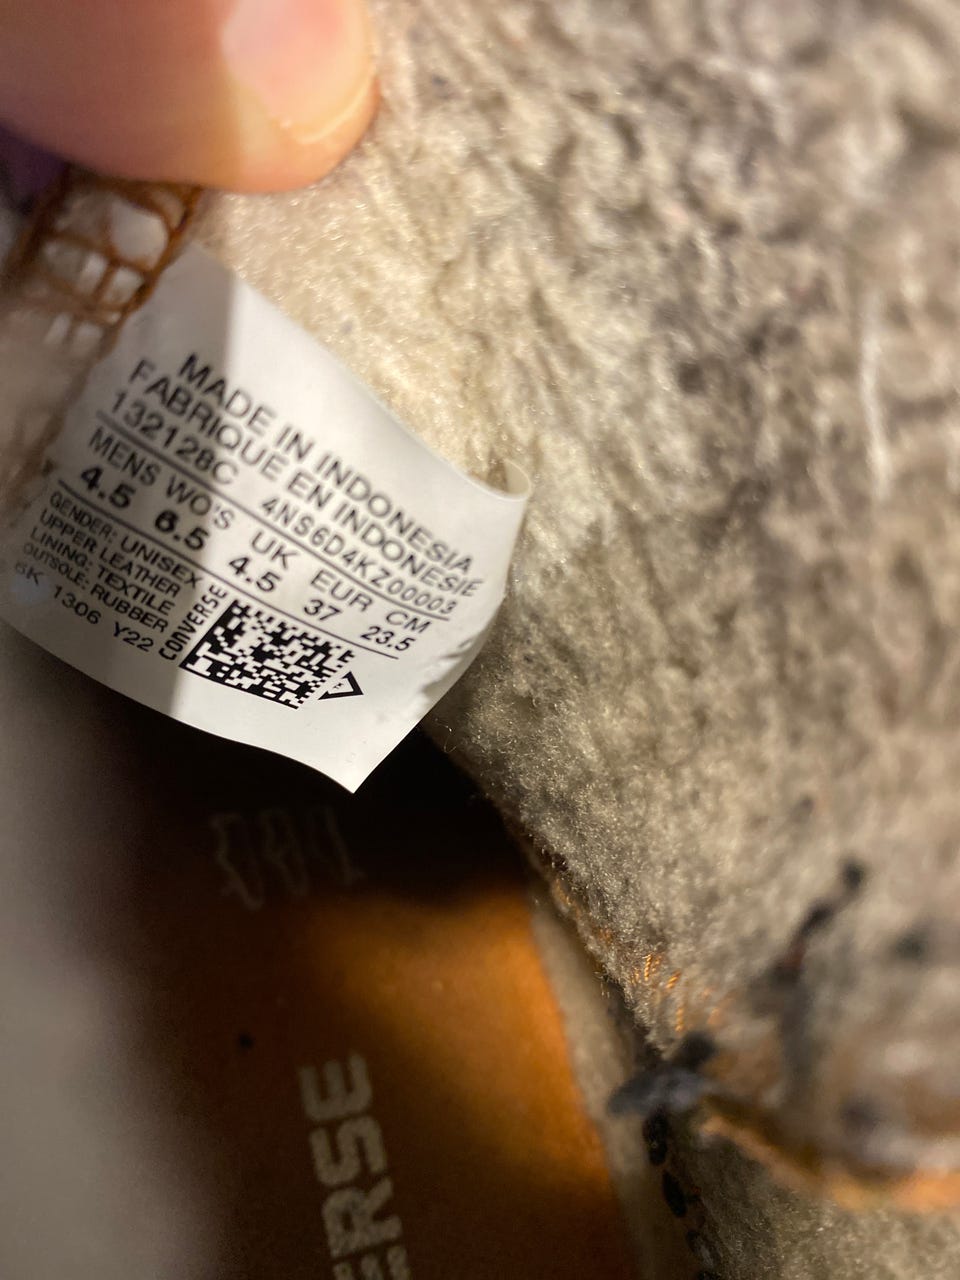 MADE IN INDONESIA
FABRIQUE EN INDONESIE
132128C 4NS6D4KZ00003
MENS WO'S UK EUR CM
4.5 6.5 4.5 37 23.5
GENDER: UNISEX
UPPER LEATHER
LINING: TEXTILE
OUTSOLE: RUBBER
6K 1306 Y22
CONVERSE
ERSE